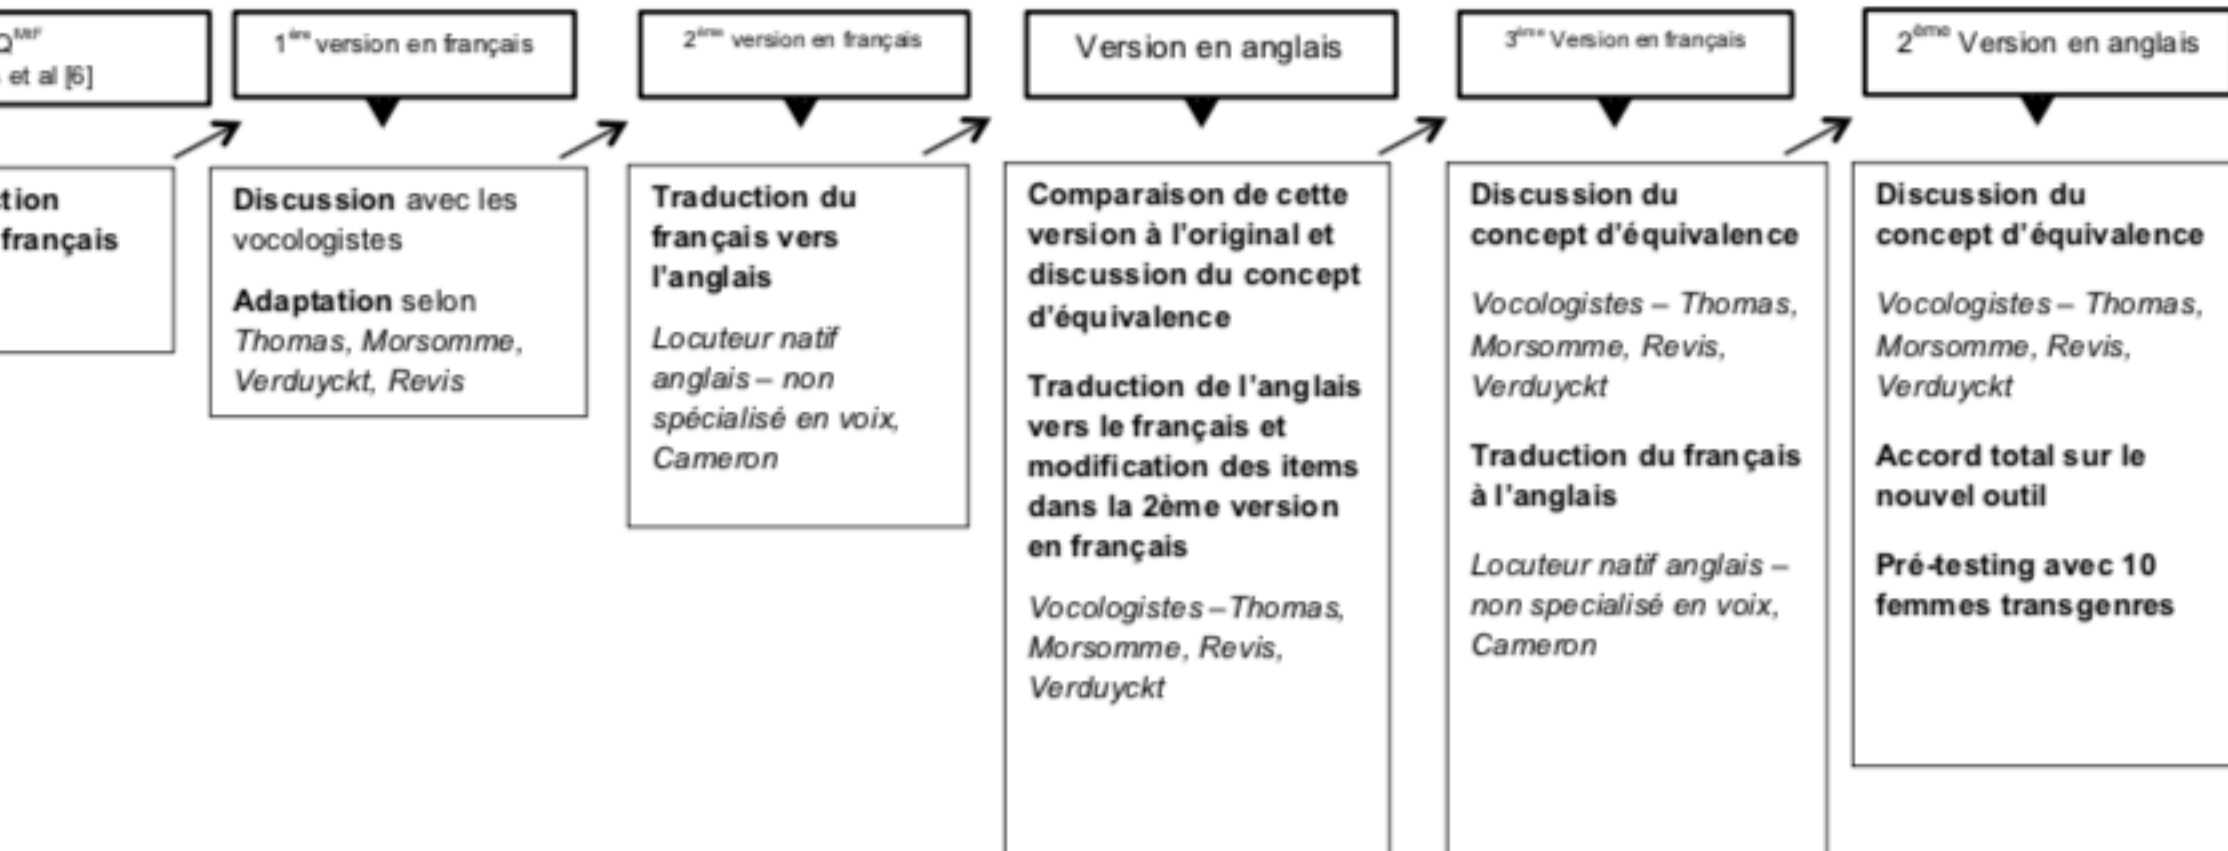 et al [6]
français
1ère version en français
Discussion avec les
vocologistes
Adaptation selon
Thomas, Morsomme,
Verduyckt, Revis
2ème version en français
Traduction du
français vers
l'anglais
Locuteur natif
anglais – non
spécialisé en voix,
Cameron
Version en anglais
Comparaison de cette
version à l'original et
discussion du concept
d'équivalence
Traduction de l'anglais
vers le français et
modification des items
dans la 2ème version
en français
Vocologistes – Thomas,
Morsomme, Revis,
Verduyckt
3ème Version en français
Discussion du
concept d'équivalence
Vocologistes – Thomas,
Morsomme, Revis,
Verduyckt
Traduction du français
à l'anglais
Locuteur natif anglais –
non specialisé en voix,
Cameron
2ème Version en anglais
Discussion du
concept d'équivalence
Vocologistes – Thomas,
Morsomme, Revis,
Verduyckt
Accord total sur le
nouvel outil
Pré-testing avec 10
femmes transgenres